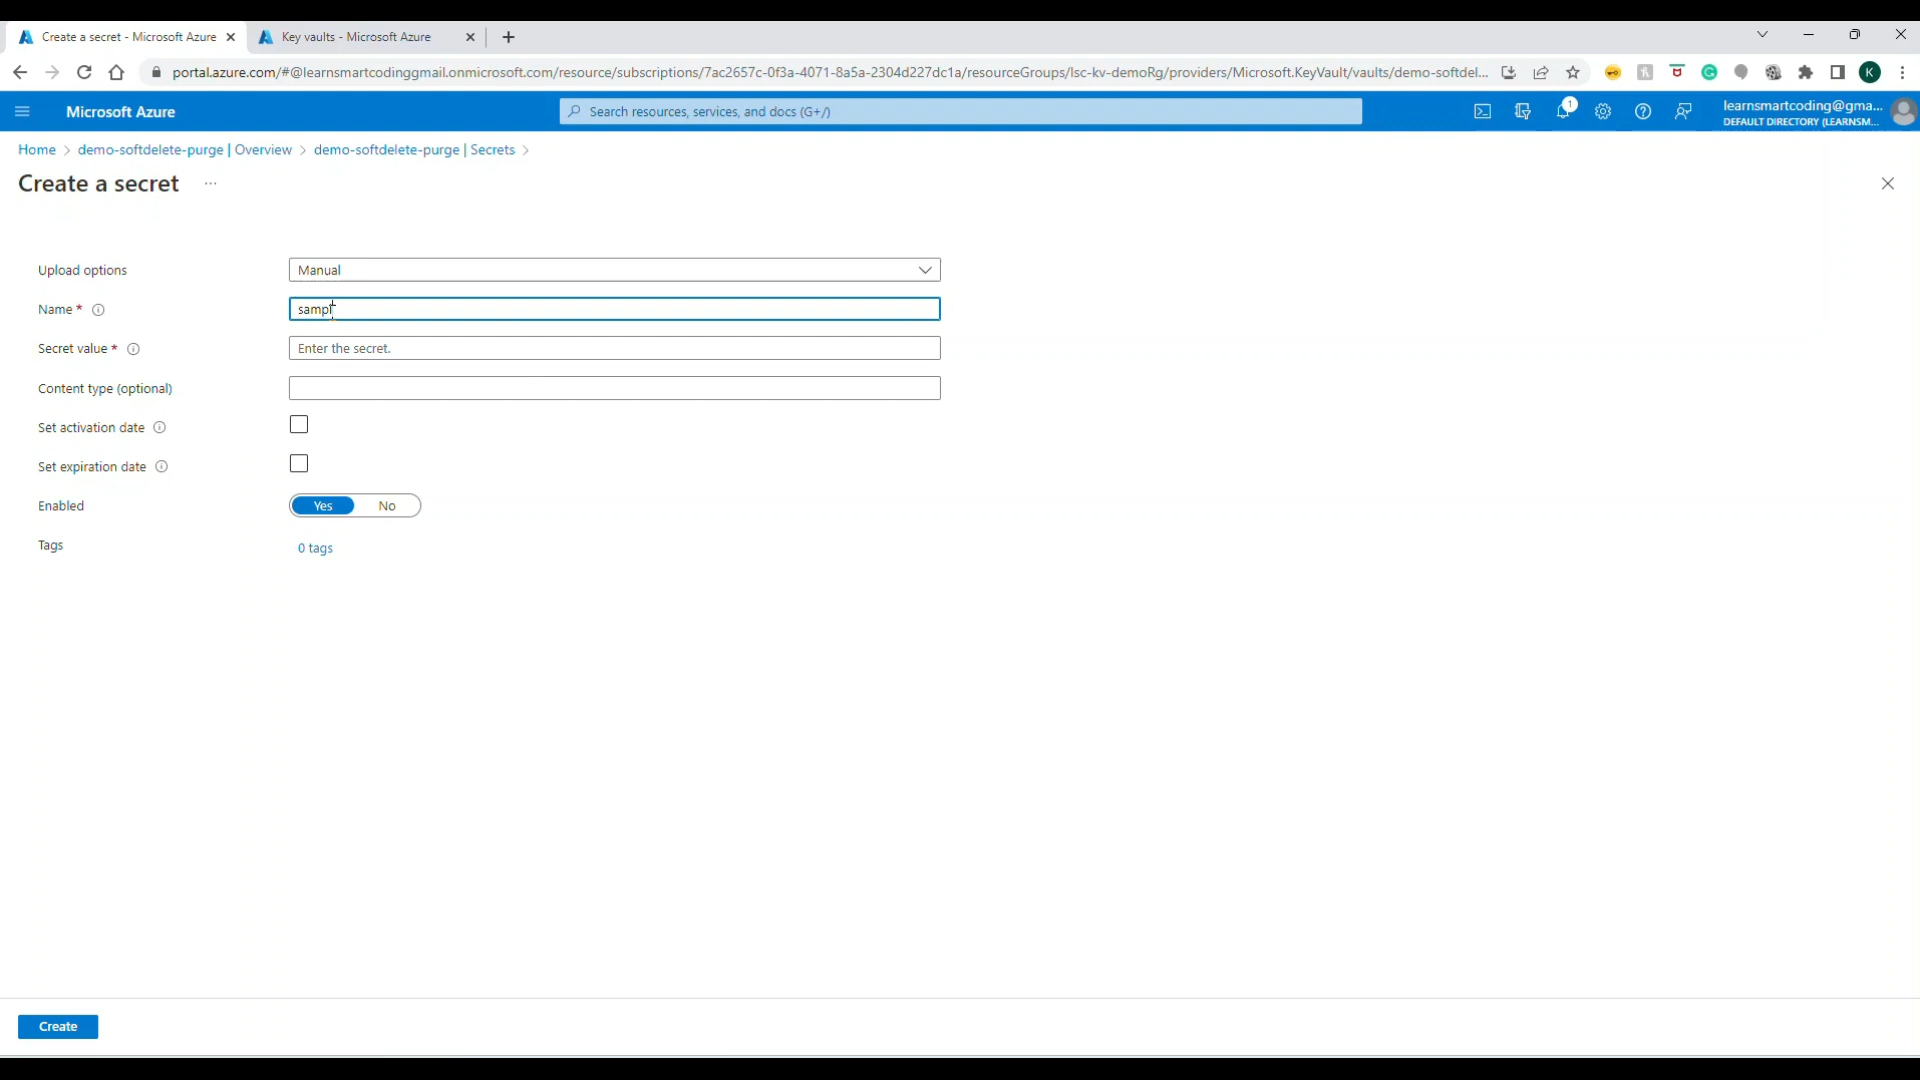 Create a secret - Microsoft Azure
Key vaults - Microsoft Azure
portal.azure.com/#@learnsmartcodinggmail.onmicrosoft.com/resource/subscriptions/7ac2657c-0f3a-4071-8a5a-2304d227dc1a/resourceGroups/lsc-kv-demoRg/providers/Microsoft.KeyVault/vaults/demo-softdel...
K
Microsoft Azure
Search resources, services, and docs (G+/)
1
learnsmartcoding@gma...
DEFAULT DIRECTORY (LEARNSM...
Home > demo-softdelete-purge | Overview > demo-softdelete-purge | Secrets >
Create a secret ...
Upload options
Manual
Name *
sampl
Secret value *
Enter the secret.
Content type (optional)
Set activation date
Set expiration date
Enabled
Yes No
Tags
0 tags
Create